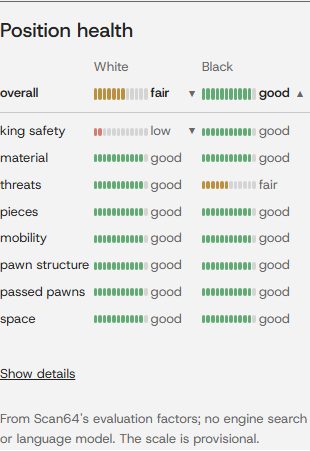 Position health
White Black
overall fair ▼ good ▲
king safety low ▼ good
material good good
threats good fair
pieces good good
mobility good good
pawn structure good good
passed pawns good good
space good good
Show details
From Scan64's evaluation factors; no engine search
or language model. The scale is provisional.